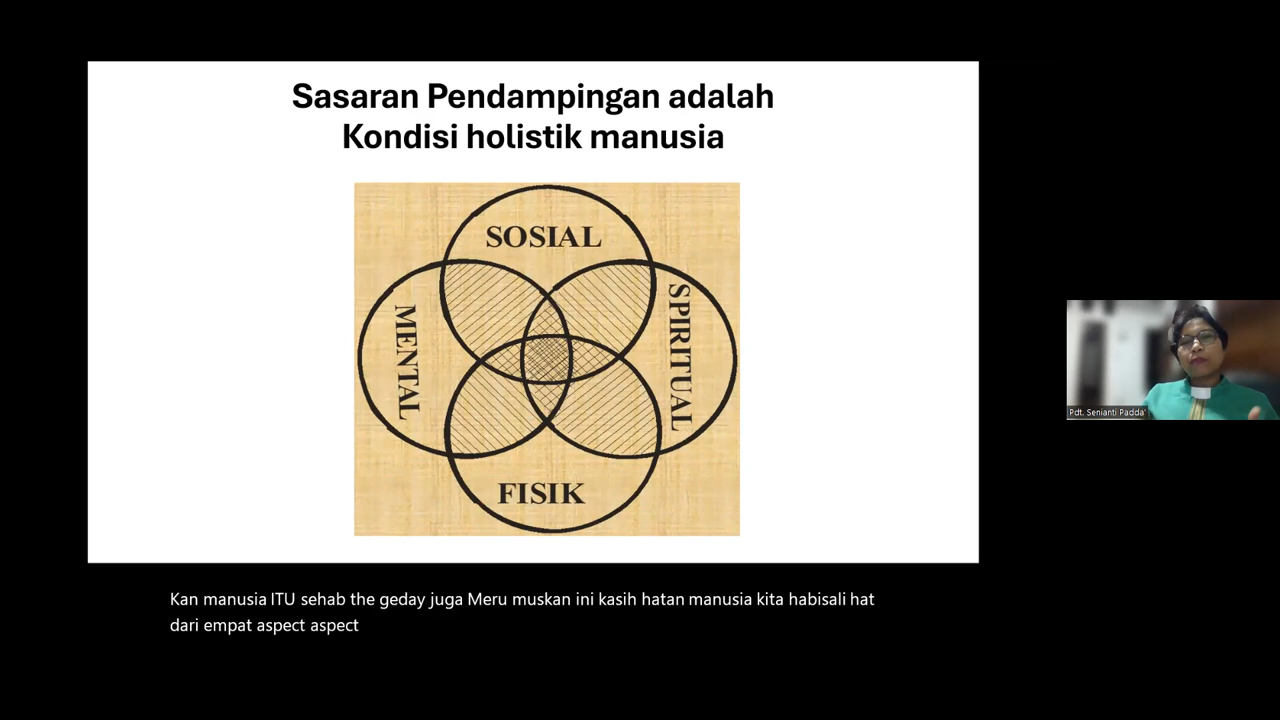 Sasaran Pendampingan adalah
Kondisi holistik manusia
SOSIAL
MENTAL
SPIRITUAL
FISIK
Pdt. Senianti Padda'
Kan manusia ITU sehab the geday juga Meru muskan ini kasih hatan manusia kita habisali hat
dari empat aspect aspect